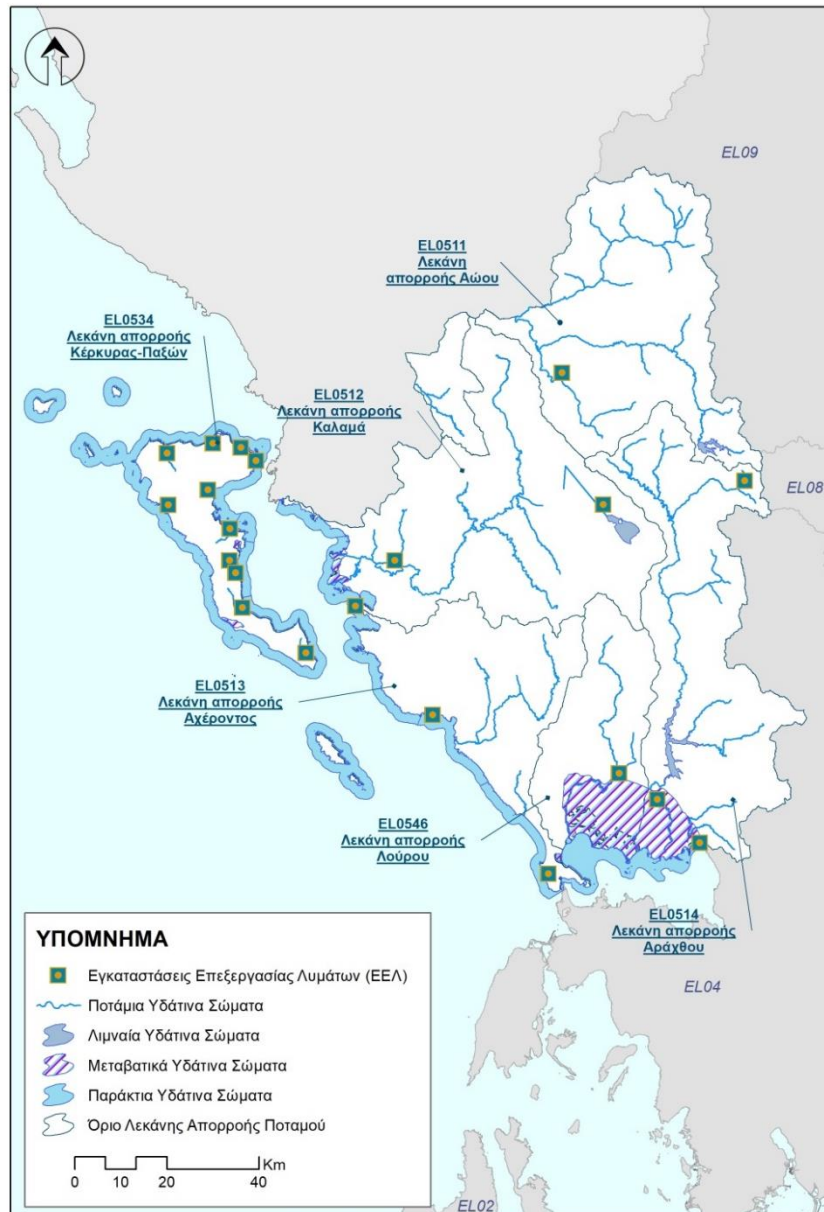 EL09
EL0511
Λεκάνη
απορροής Αώου
EL0534
Λεκάνη απορροής
Κέρκυρας-Παξών
EL0512
Λεκάνη απορροής
Καλαμά
EL08
EL0513
Λεκάνη απορροής
Αχέροντος
EL0546
Λεκάνη απορροής
Λούρου
EL0514
Λεκάνη απορροής
Αράχθου
EL04
ΥΠΟΜΝΗΜΑ
Εγκαταστάσεις Επεξεργασίας Λυμάτων (ΕΕΛ)
Ποτάμια Υδάτινα Σώματα
Λιμναία Υδάτινα Σώματα
Μεταβατικά Υδάτινα Σώματα
Παράκτια Υδάτινα Σώματα
Όριο Λεκάνης Απορροής Ποταμού
Km
0 10 20 40
EL02